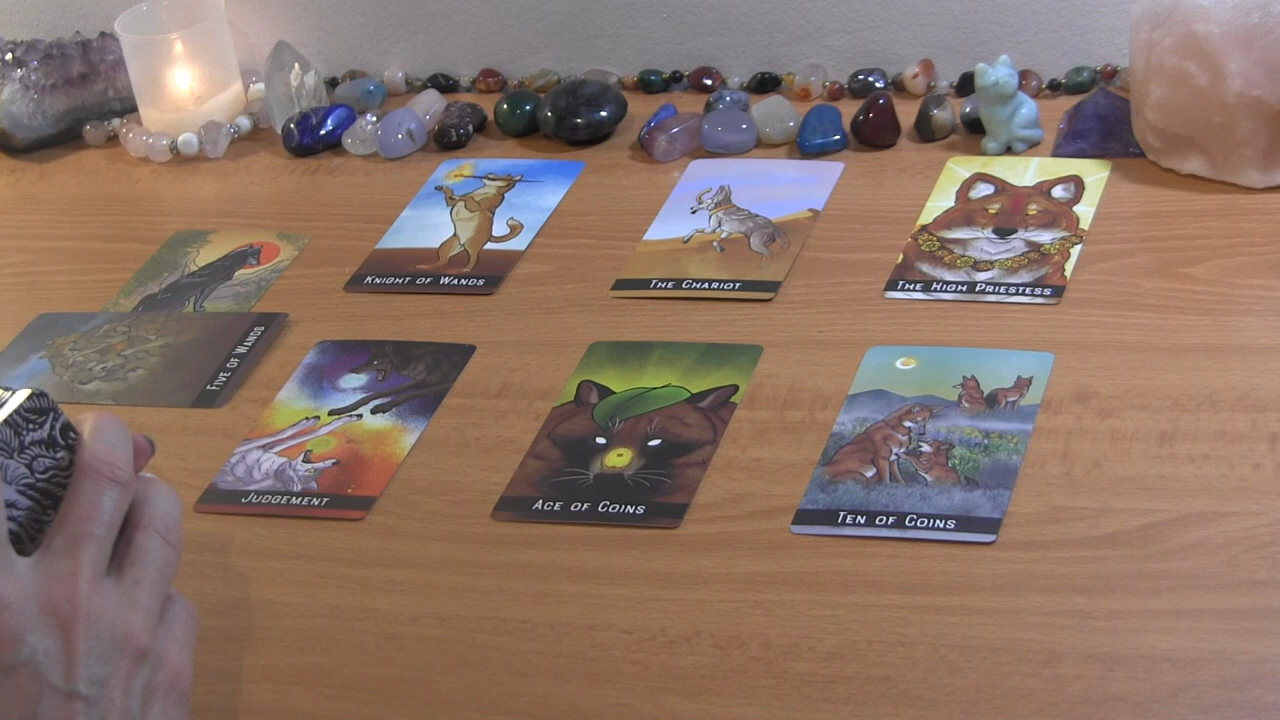 Knight of Wands
The Chariot
The High Priestess
Five of Wands
Judgement
Ace of Coins
Ten of Coins